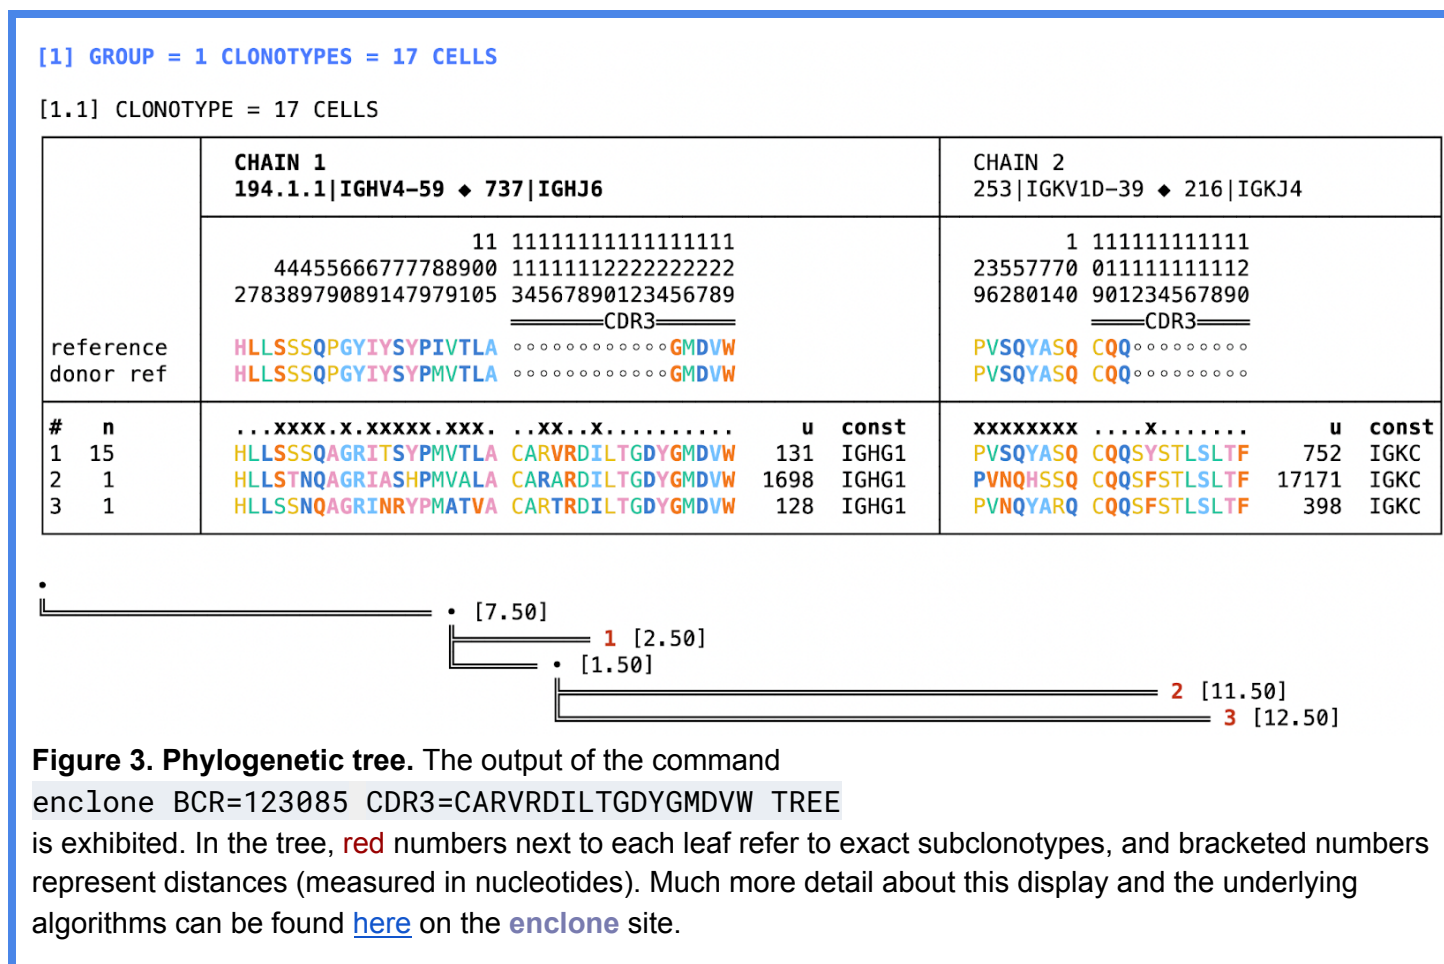 [1] GROUP = 1 CLONOTYPES = 17 CELLS
[1.1] CLONOTYPE = 17 CELLS
CHAIN 1 CHAIN 2
194.1.1|IGHV4-59 ◆ 737|IGHJ6 253|IGKV1D-39 ◆ 216|IGKJ4
11 11111111111111111 1 111111111111
44455666777788900 11111112222222222 23557770 011111111112
27838979089147979105 34567890123456789 96280140 901234567890
═══════CDR3══════ ════CDR3════
reference HLLSSSQPGYIYSYPIVTLA ◦◦◦◦◦◦◦◦◦◦◦◦GMDVW PVSQYASQ CQQ◦◦◦◦◦◦◦◦◦
donor ref HLLSSSQPGYIYSYPMVTLA ◦◦◦◦◦◦◦◦◦◦◦◦GMDVW PVSQYASQ CQQ◦◦◦◦◦◦◦◦◦
# n ...xxxx.x.xxxxx.xxx. ..xx..x.......... u const xxxxxxxx ....x....... u const
1 15 HLLSSSQAGRITSYPMVTLA CARVRDILTGDYGMDVW 131 IGHG1 PVSQYASQ CQQSYSTLSLTF 752 IGKC
2 1 HLLSTNQAGRIASHPMVALA CARARDILTGDYGMDVW 1698 IGHG1 PVNQHSSQ CQQSFSTLSLTF 17171 IGKC
3 1 HLLSSNQAGRINRYPMATVA CARTRDILTGDYGMDVW 128 IGHG1 PVNQYARQ CQQSFSTLSLTF 398 IGKC
•
• [7.50]
1 [2.50]
• [1.50]
2 [11.50]
3 [12.50]
Figure 3. Phylogenetic tree. The output of the command
enclone BCR=123085 CDR3=CARVRDILTGDYGMDVW TREE
is exhibited. In the tree, red numbers next to each leaf refer to exact subclonotypes, and bracketed numbers
represent distances (measured in nucleotides). Much more detail about this display and the underlying
algorithms can be found here on the enclone site.